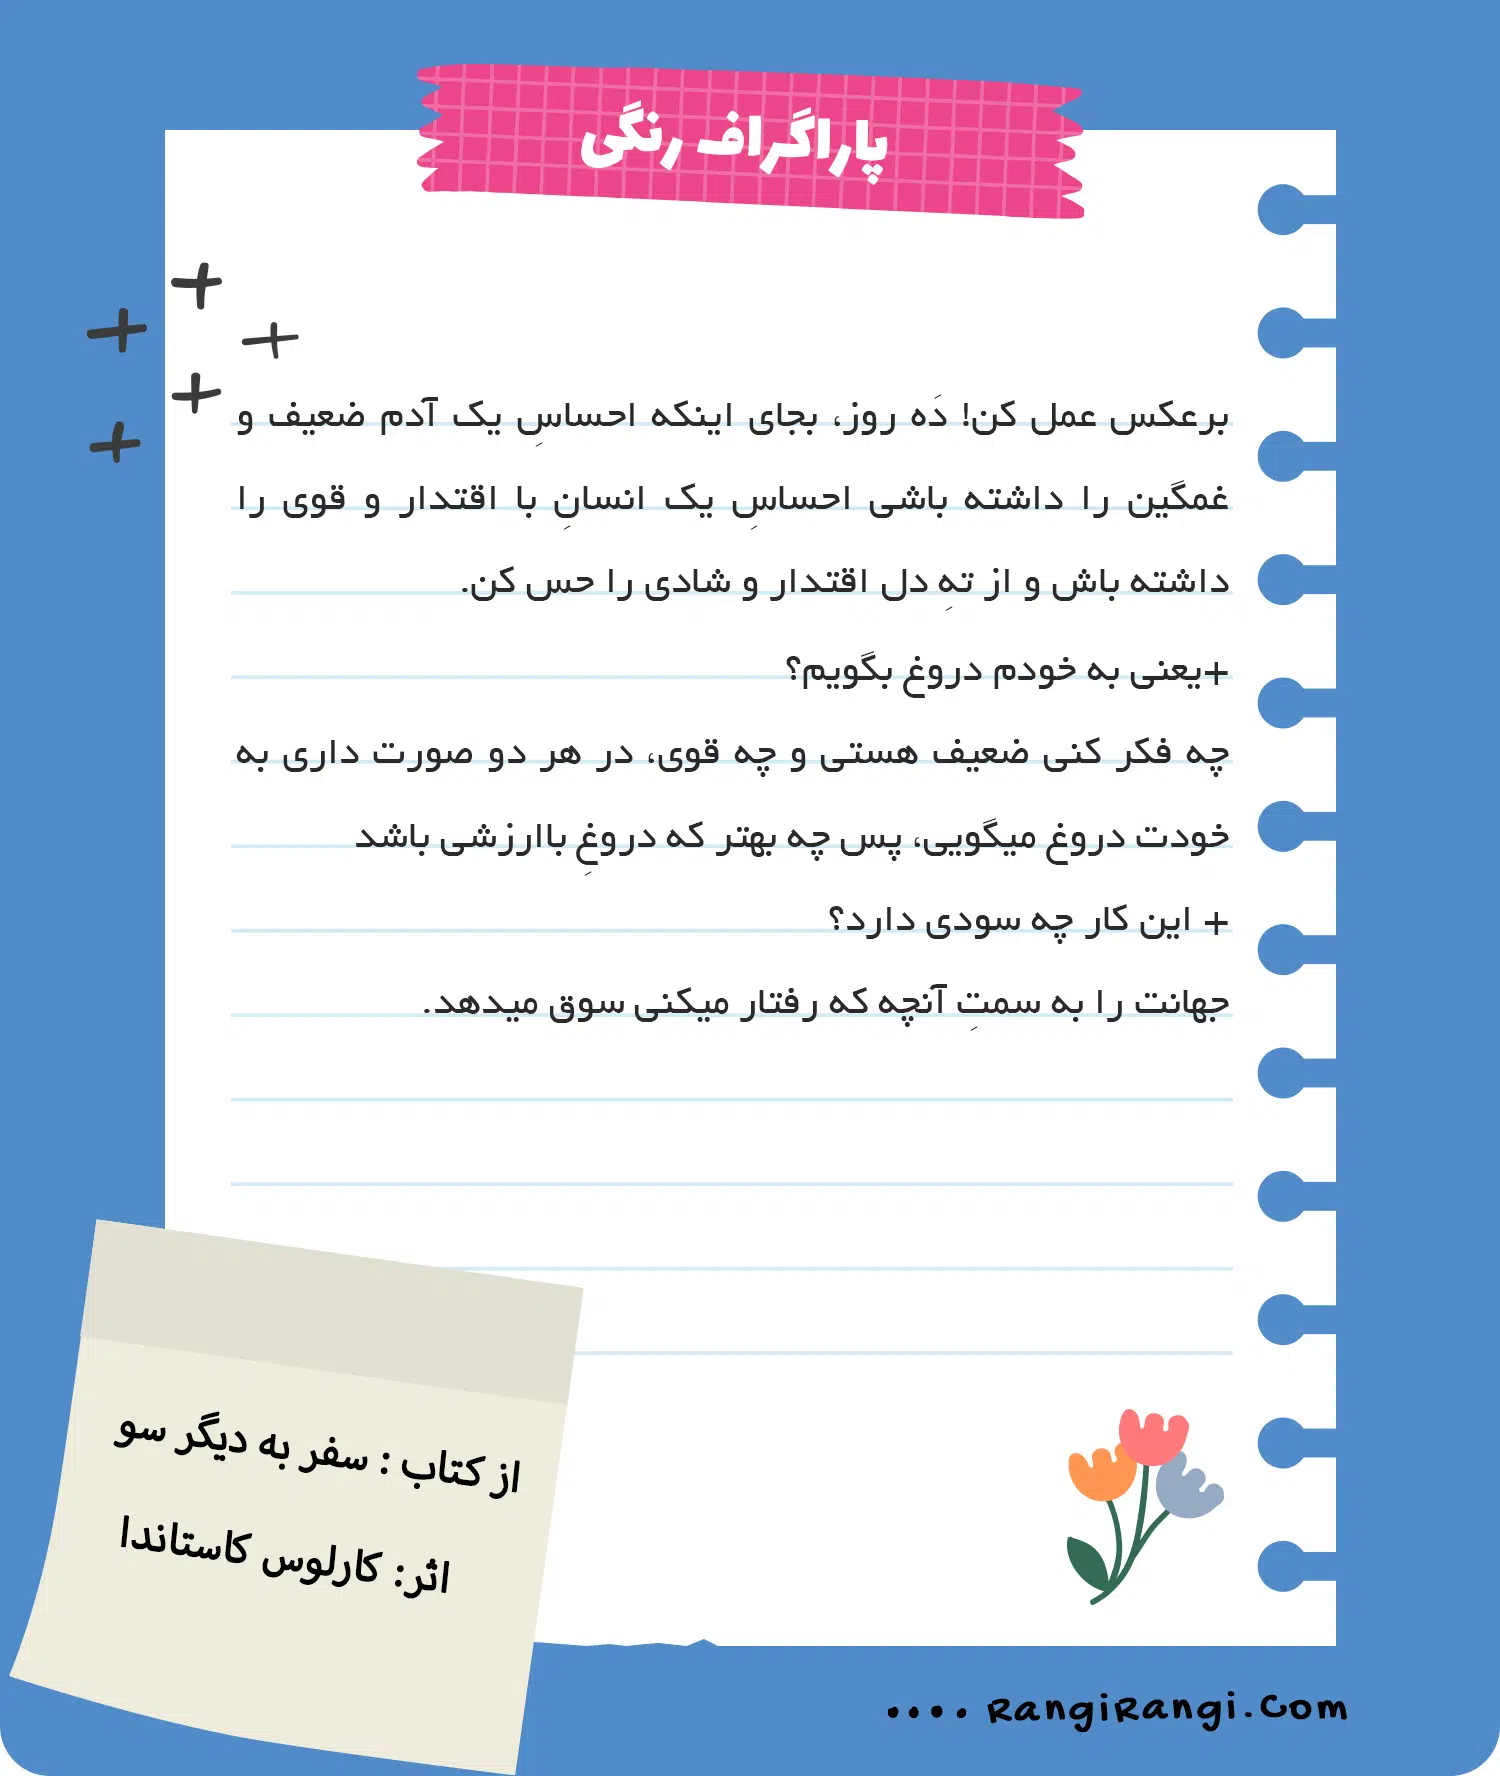 پاراگراف رنگی
برعکس عمل کن! دَه روز، بجای اینکه احساسِ یک آدم ضعیف و
غمگین را داشته باشی احساسِ یک انسانِ با اقتدار و قوی را
داشته باش و از تهِ دل اقتدار و شادی را حس کن.
+یعنی به خودم دروغ بگویم؟
چه فکر کنی ضعیف هستی و چه قوی، در هر دو صورت داری به
خودت دروغ میگویی، پس چه بهتر که دروغِ باارزشی باشد
+ این کار چه سودی دارد؟
جهانت را به سمتِ آنچه که رفتار میکنی سوق میدهد.
از کتاب : سفر به دیگر سو
اثر: کارلوس کاستاندا
.... RangiRangi.Com